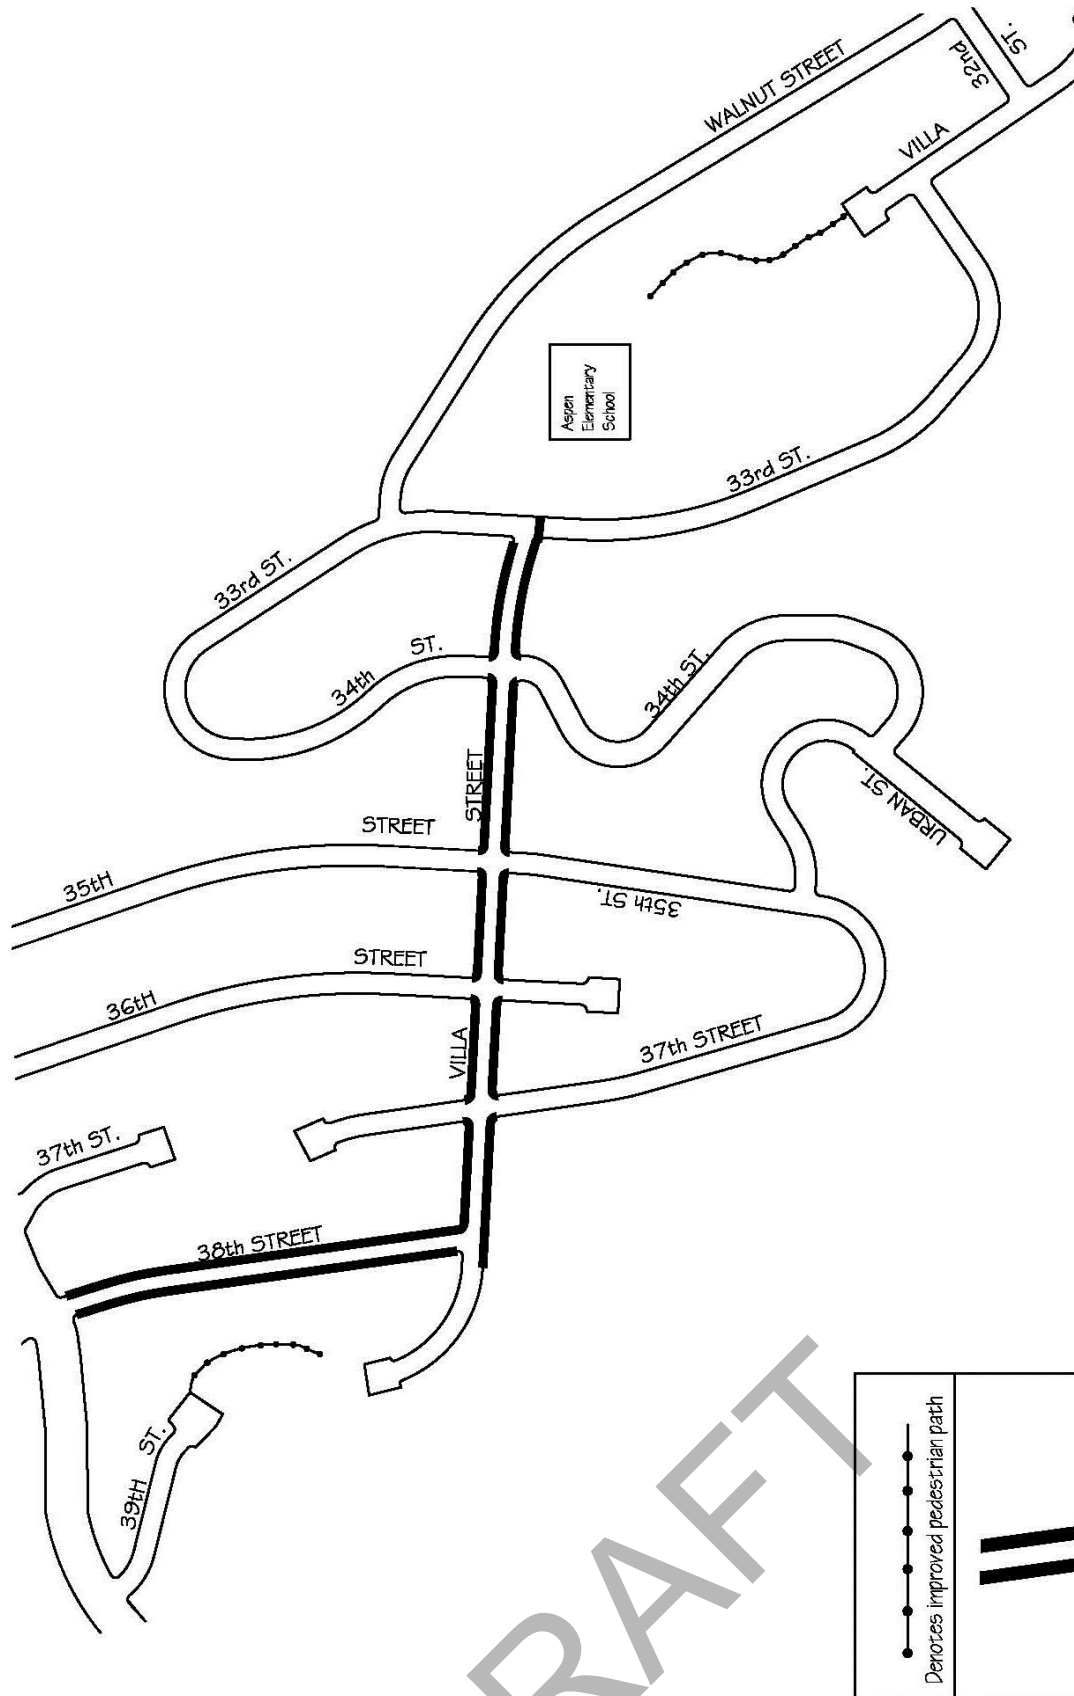 WALNUT STREET
32nd
ST.
VILLA
Aspen
Elementary
School
33rd ST.
33rd ST.
34th
ST.
34th ST.
STREET
URBAN ST.
STREET
35tH
35th ST.
STREET
36tH
VILLA
37th STREET
37th ST.
38th STREET
39tH
ST.
Denotes improved pedestrian path
RAFT